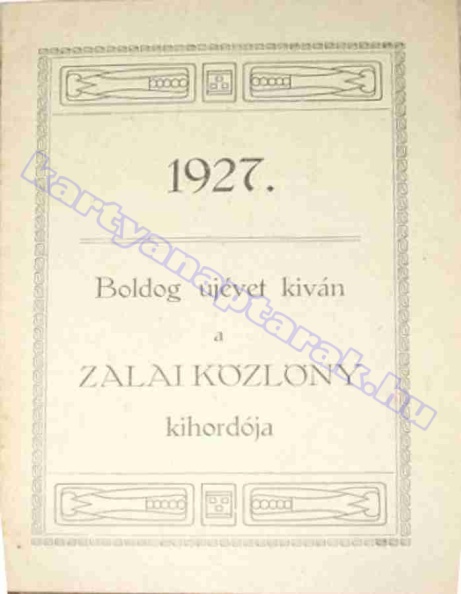 1927.
Boldog újévet kiván
a
ZALAI KÖZLÖNY
kihordója
kartyanaptarak.hu